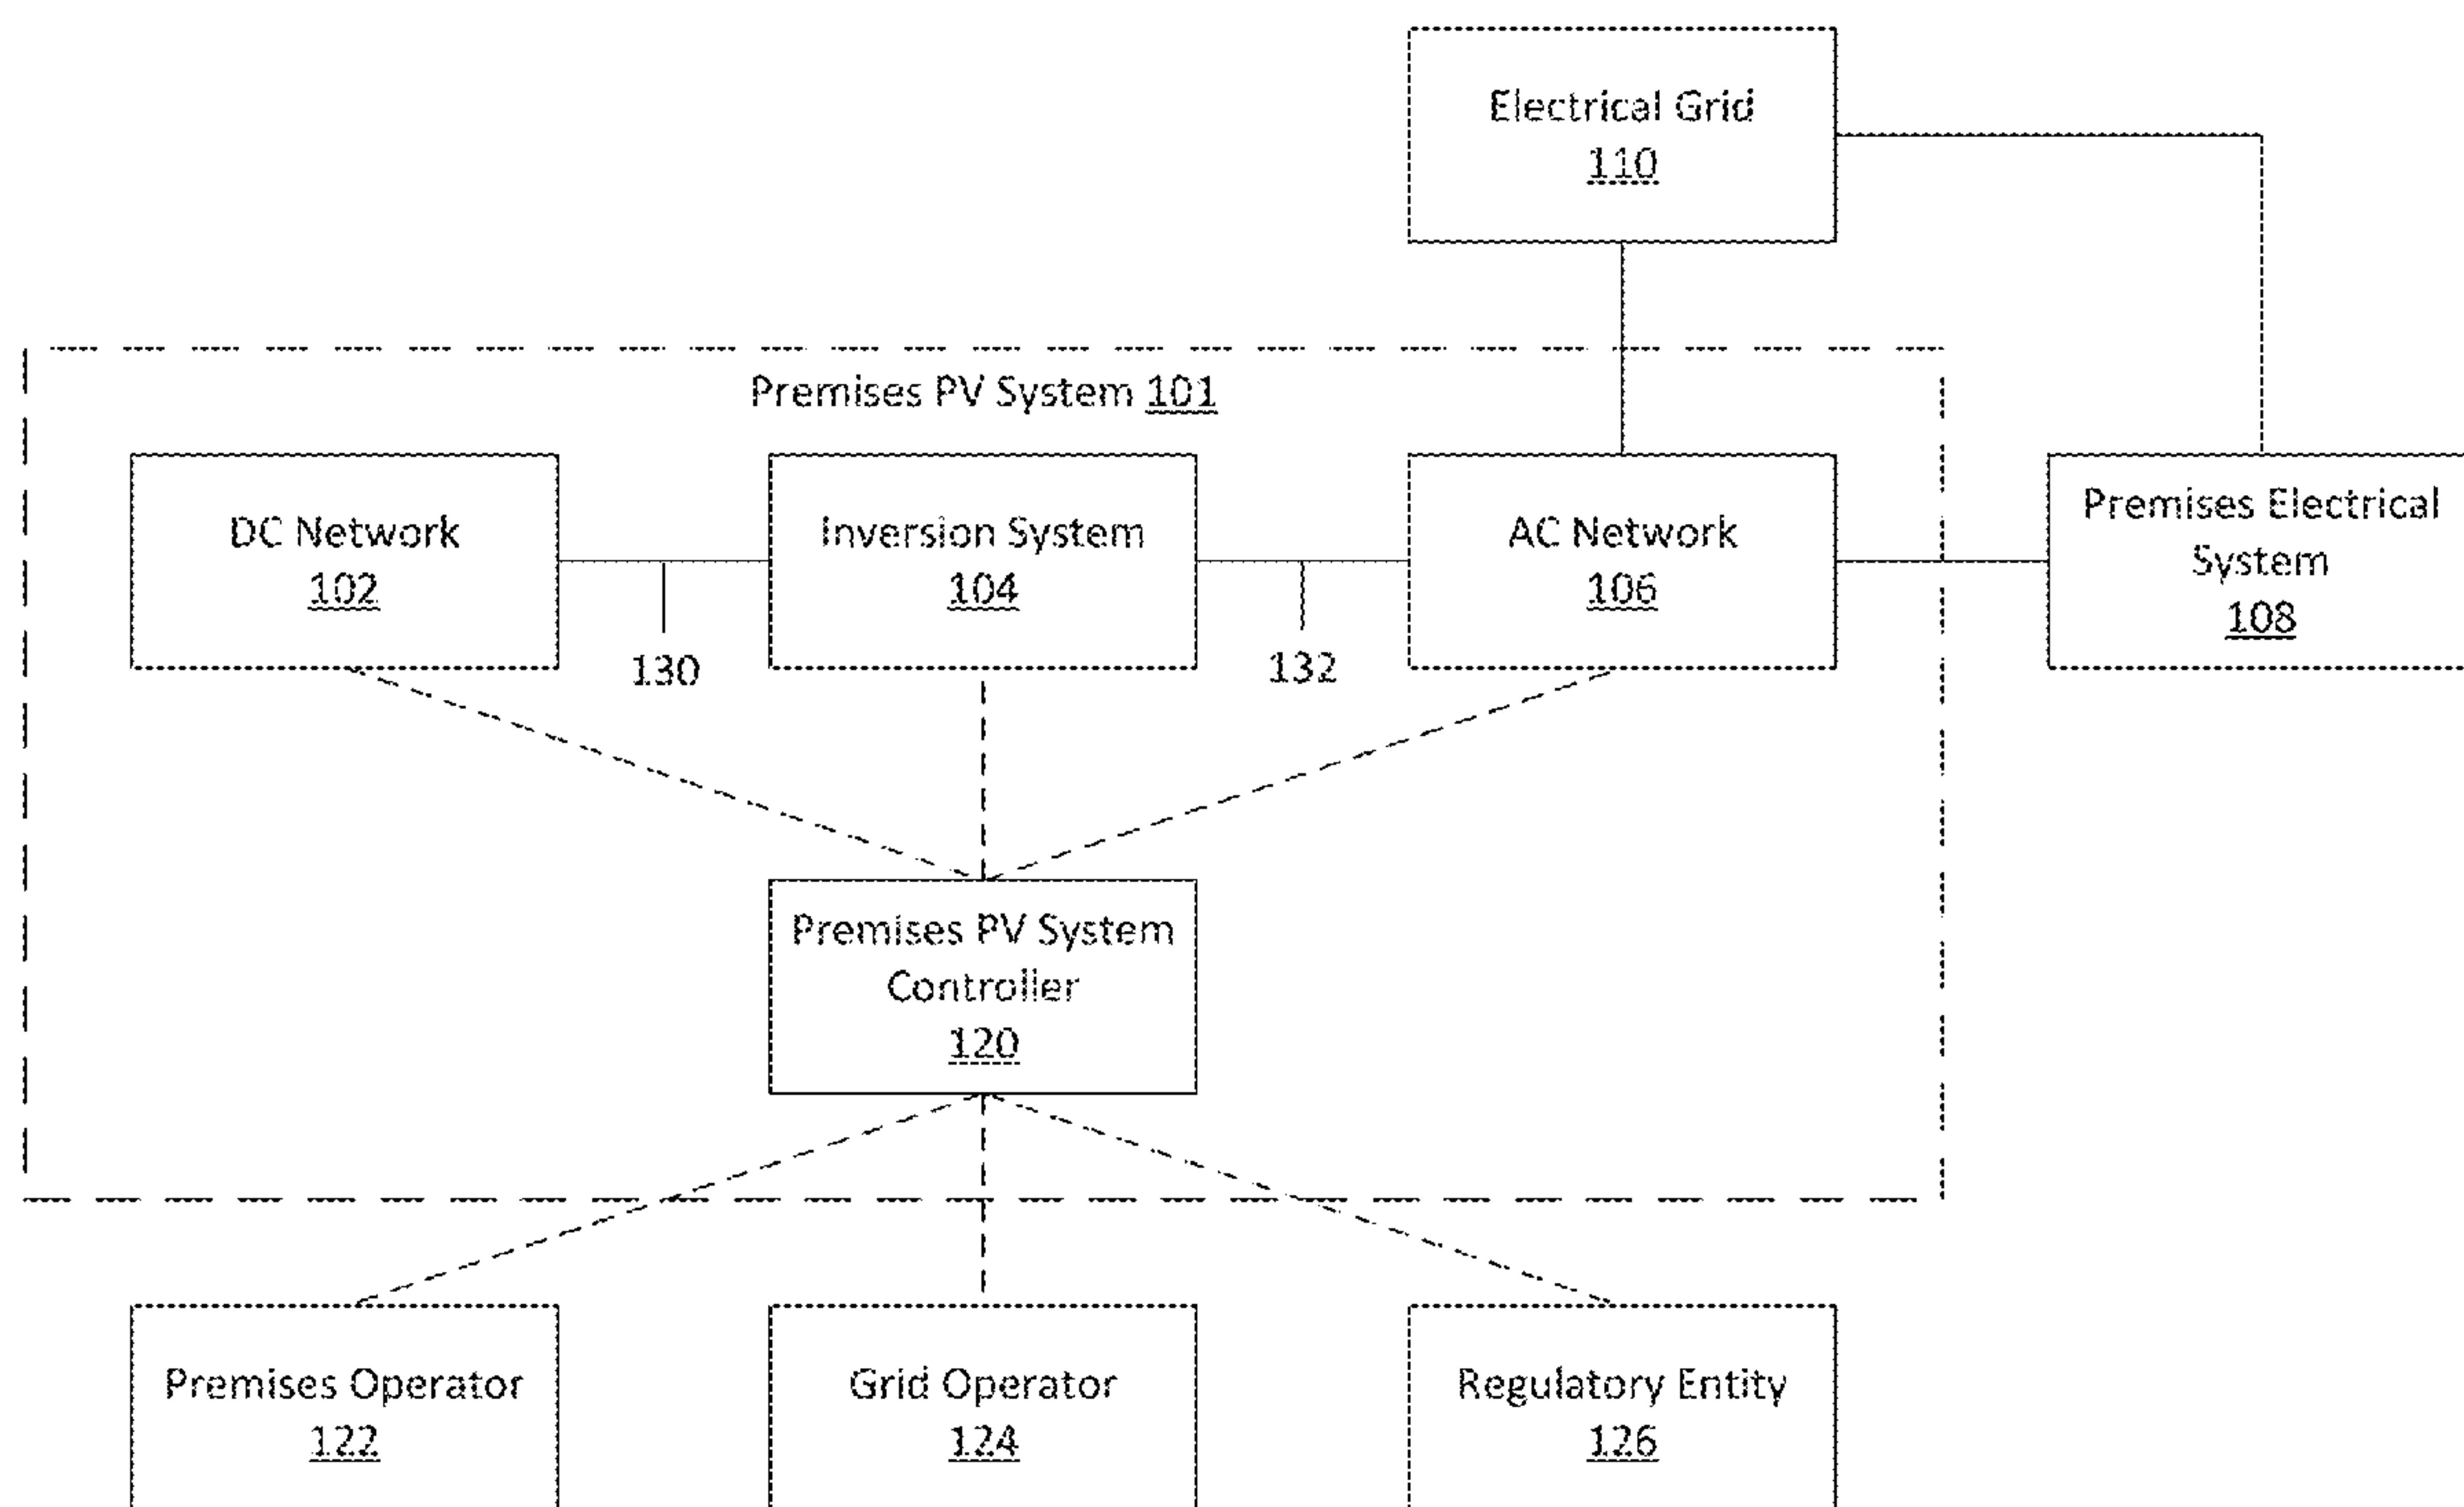 Electrical Grid
110
Premises PV System 101
DC Network
102
Inversion System
104
AC Network
106
Premises Electrical
System
108
130
132
Premises PV System
Controller
120
Premises Operator
122
Grid Operator
124
Regulatory Entity
126